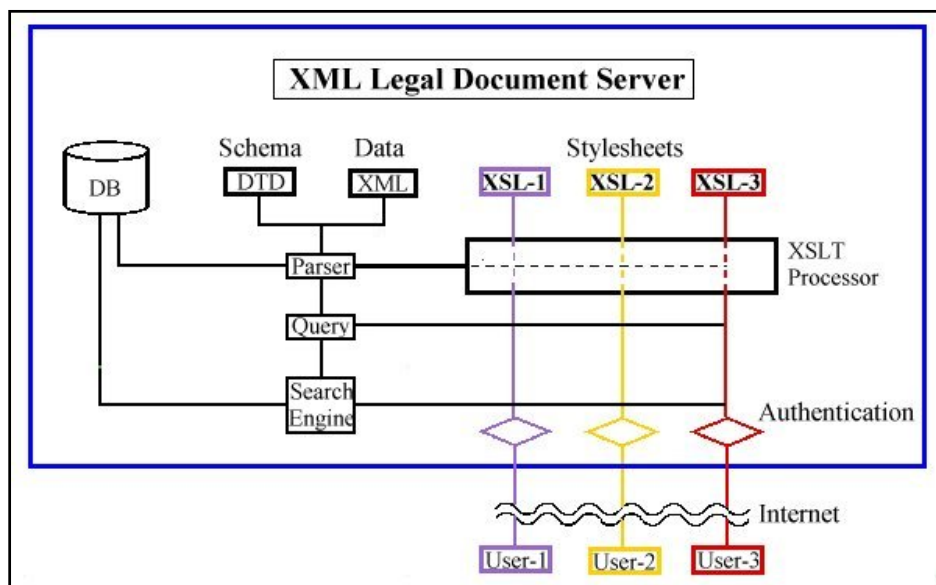 XML Legal Document Server
Schema
Data
Stylesheets
DB
DTD
XML
XSL-1
XSL-2
XSL-3
Parser
XSLT
Processor
Query
Search
Engine
Authentication
Internet
User-1
User-2
User-3